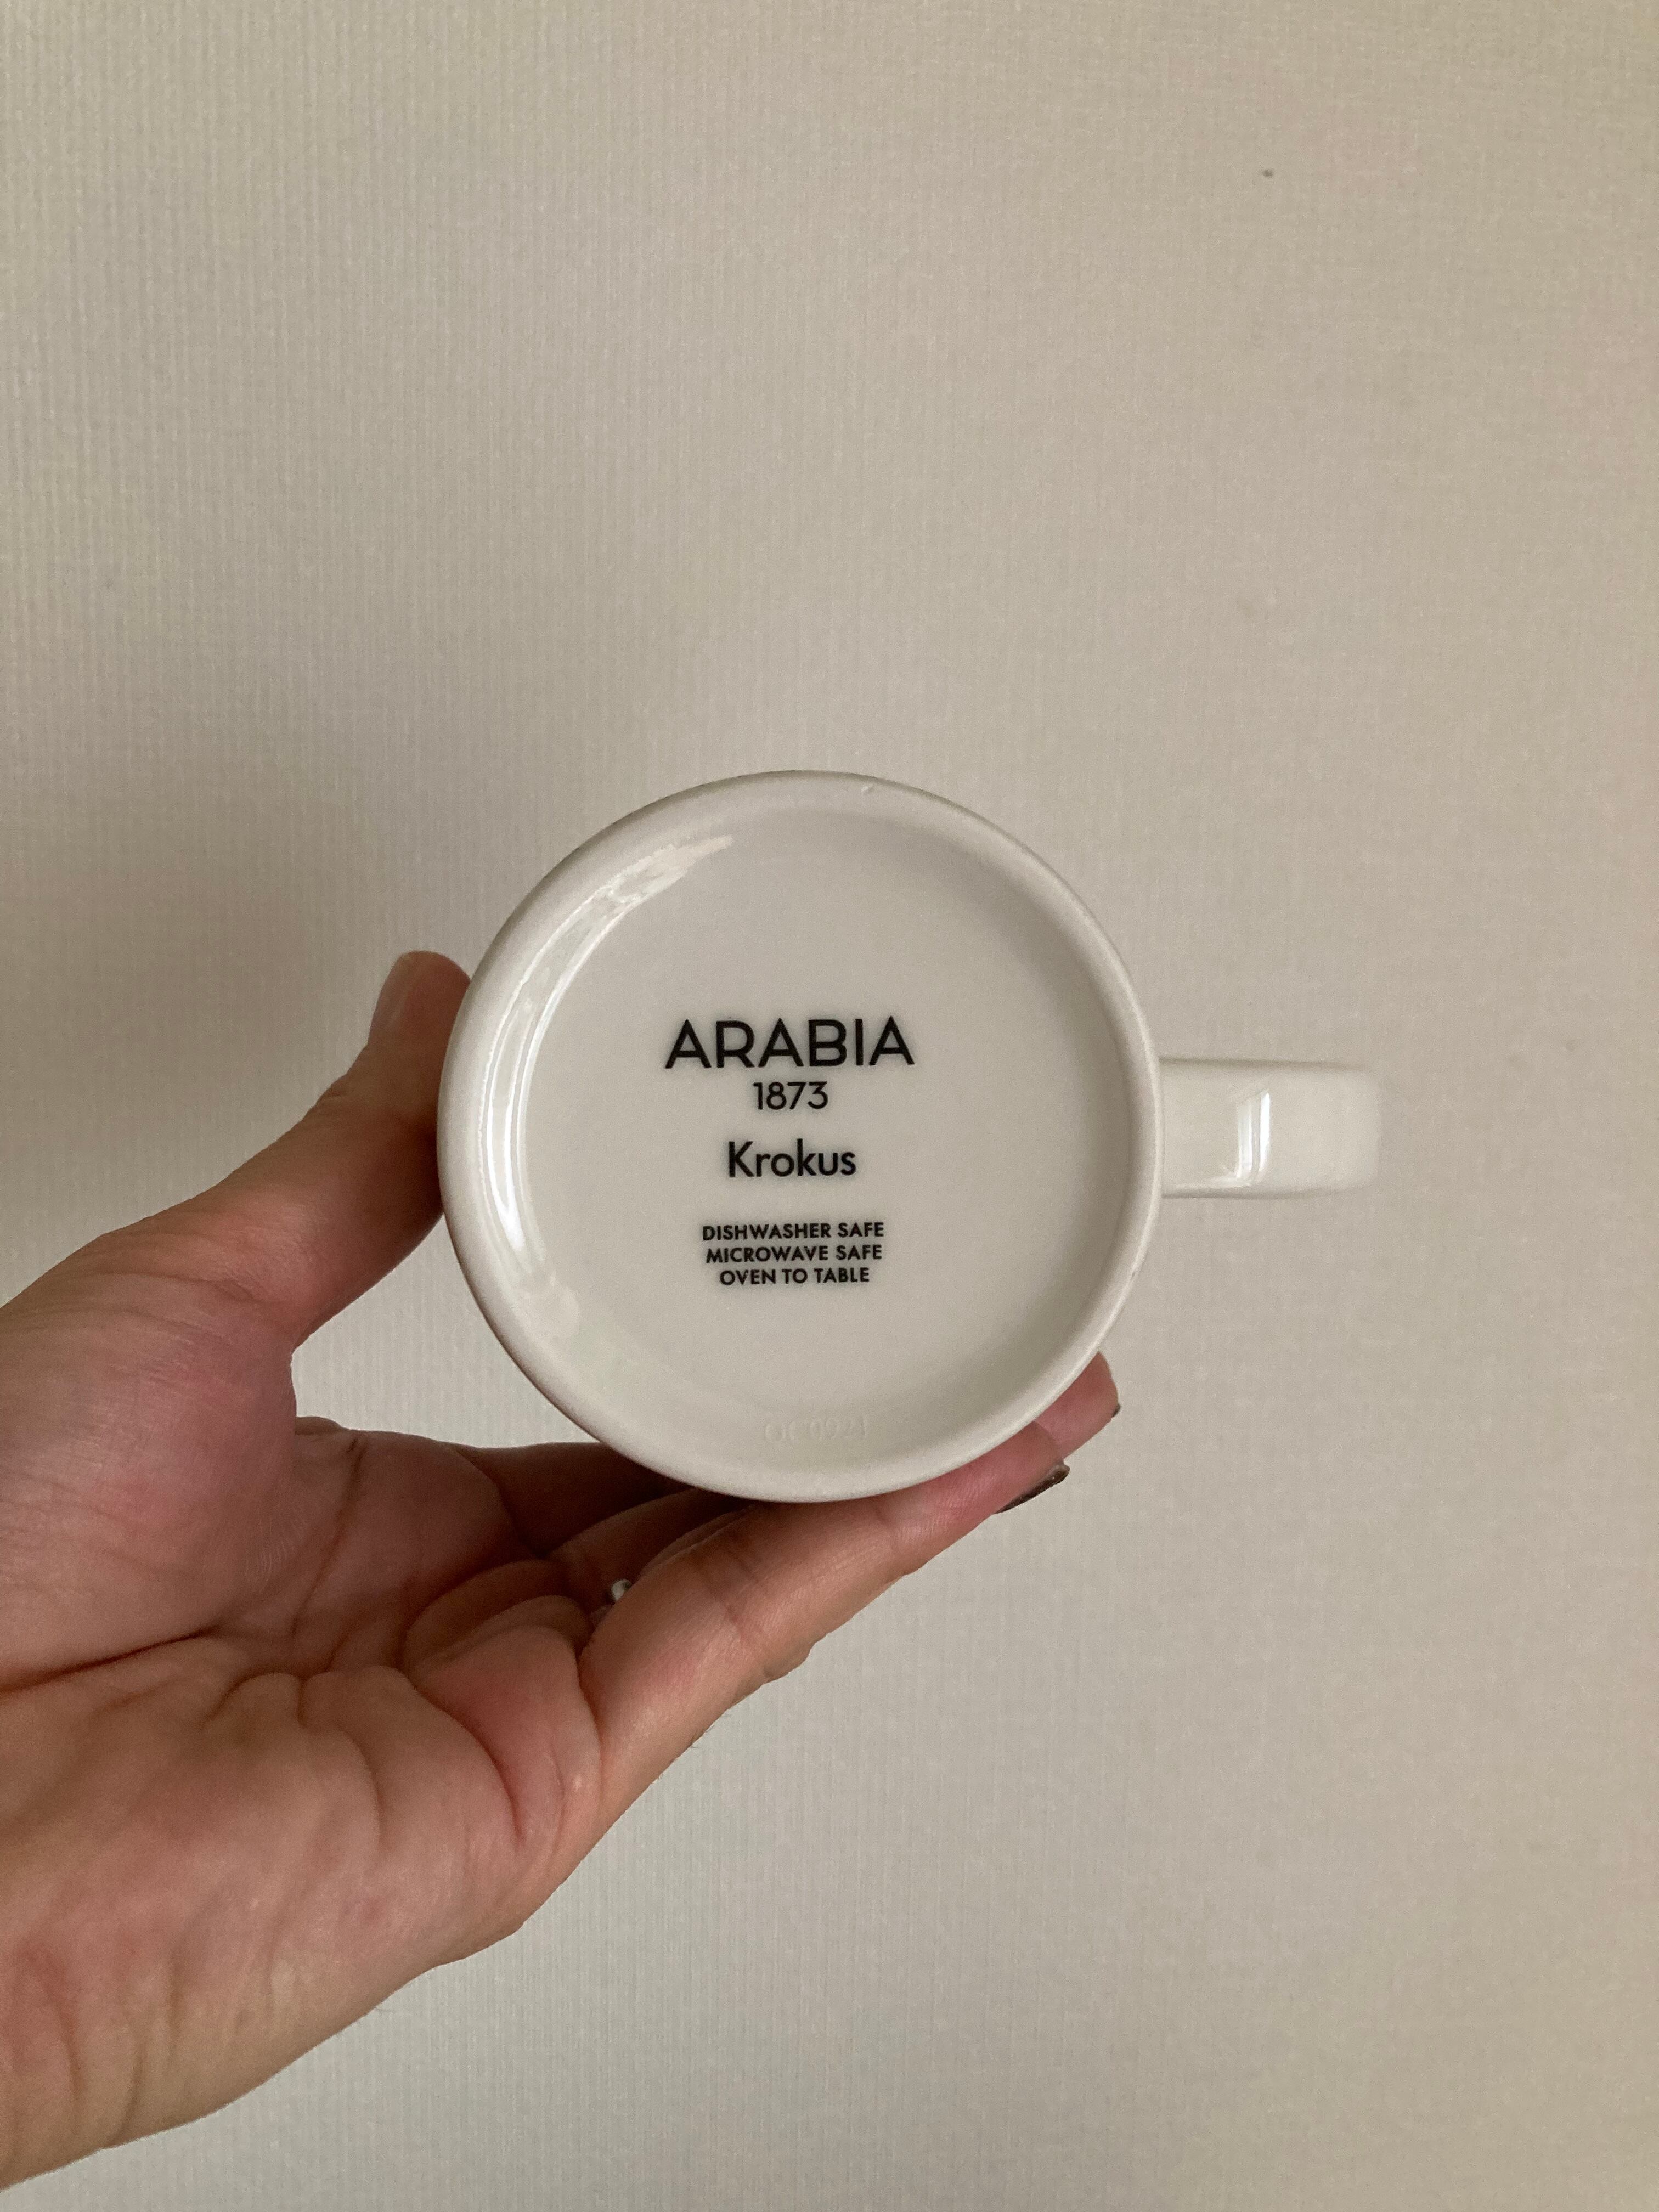 ARABIA
1873
Krokus
DISHWASHER SAFE
MICROWAVE SAFE
OVEN TO TABLE